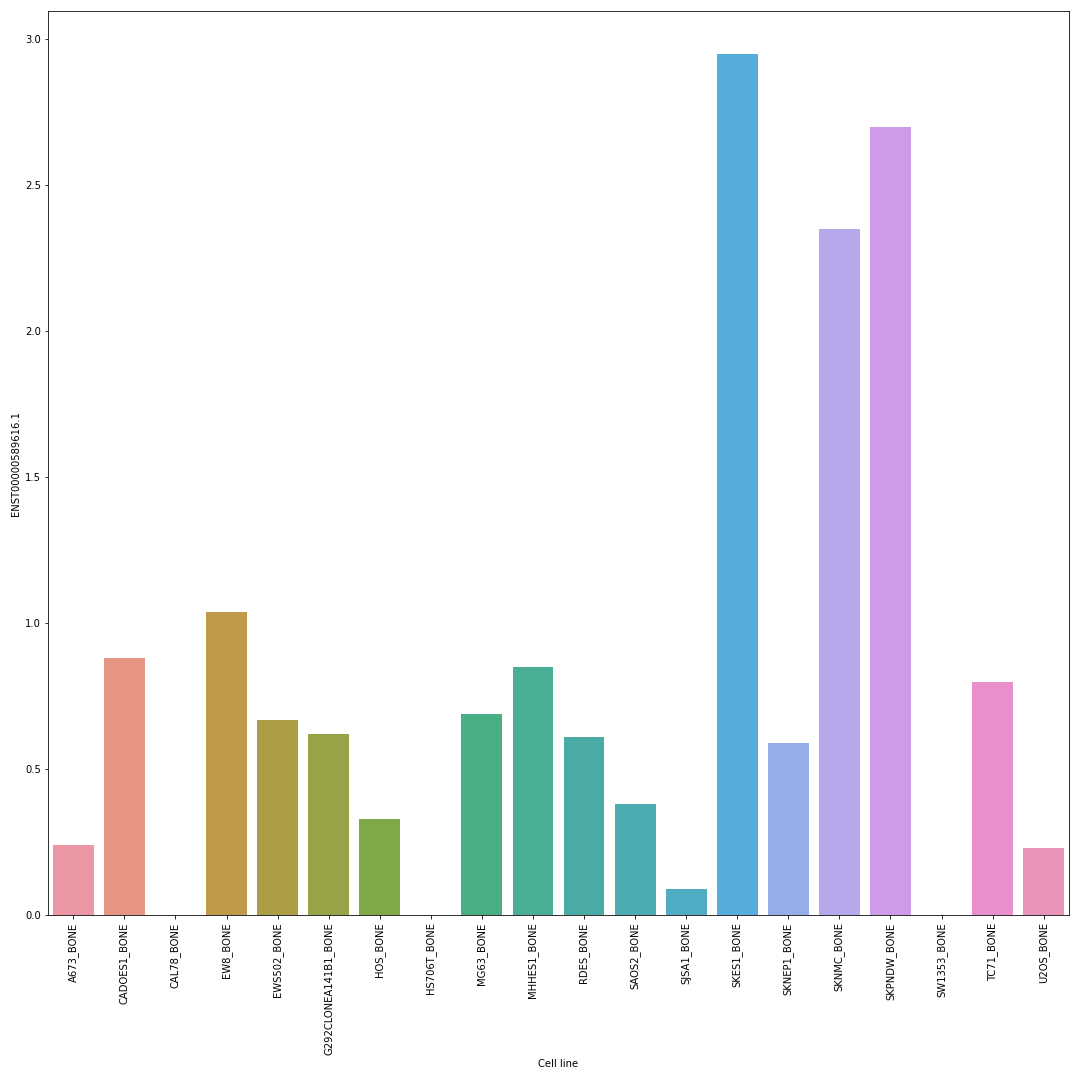 3.0
2.5
2.0
1.5
1.0
0.5
0.0
ENST00000589616.1
A673_BONE
CADOES1_BONE
CAL78_BONE
EW8_BONE
EWS502_BONE
G292CLONEA141B1_BONE
HOS_BONE
HS706T_BONE
MG63_BONE
MHHES1_BONE
RDES_BONE
SAOS2_BONE
SJSA1_BONE
SKES1_BONE
SKNEP1_BONE
SKNMC_BONE
SKPNDW_BONE
SW1353_BONE
TC71_BONE
U2OS_BONE
Cell line